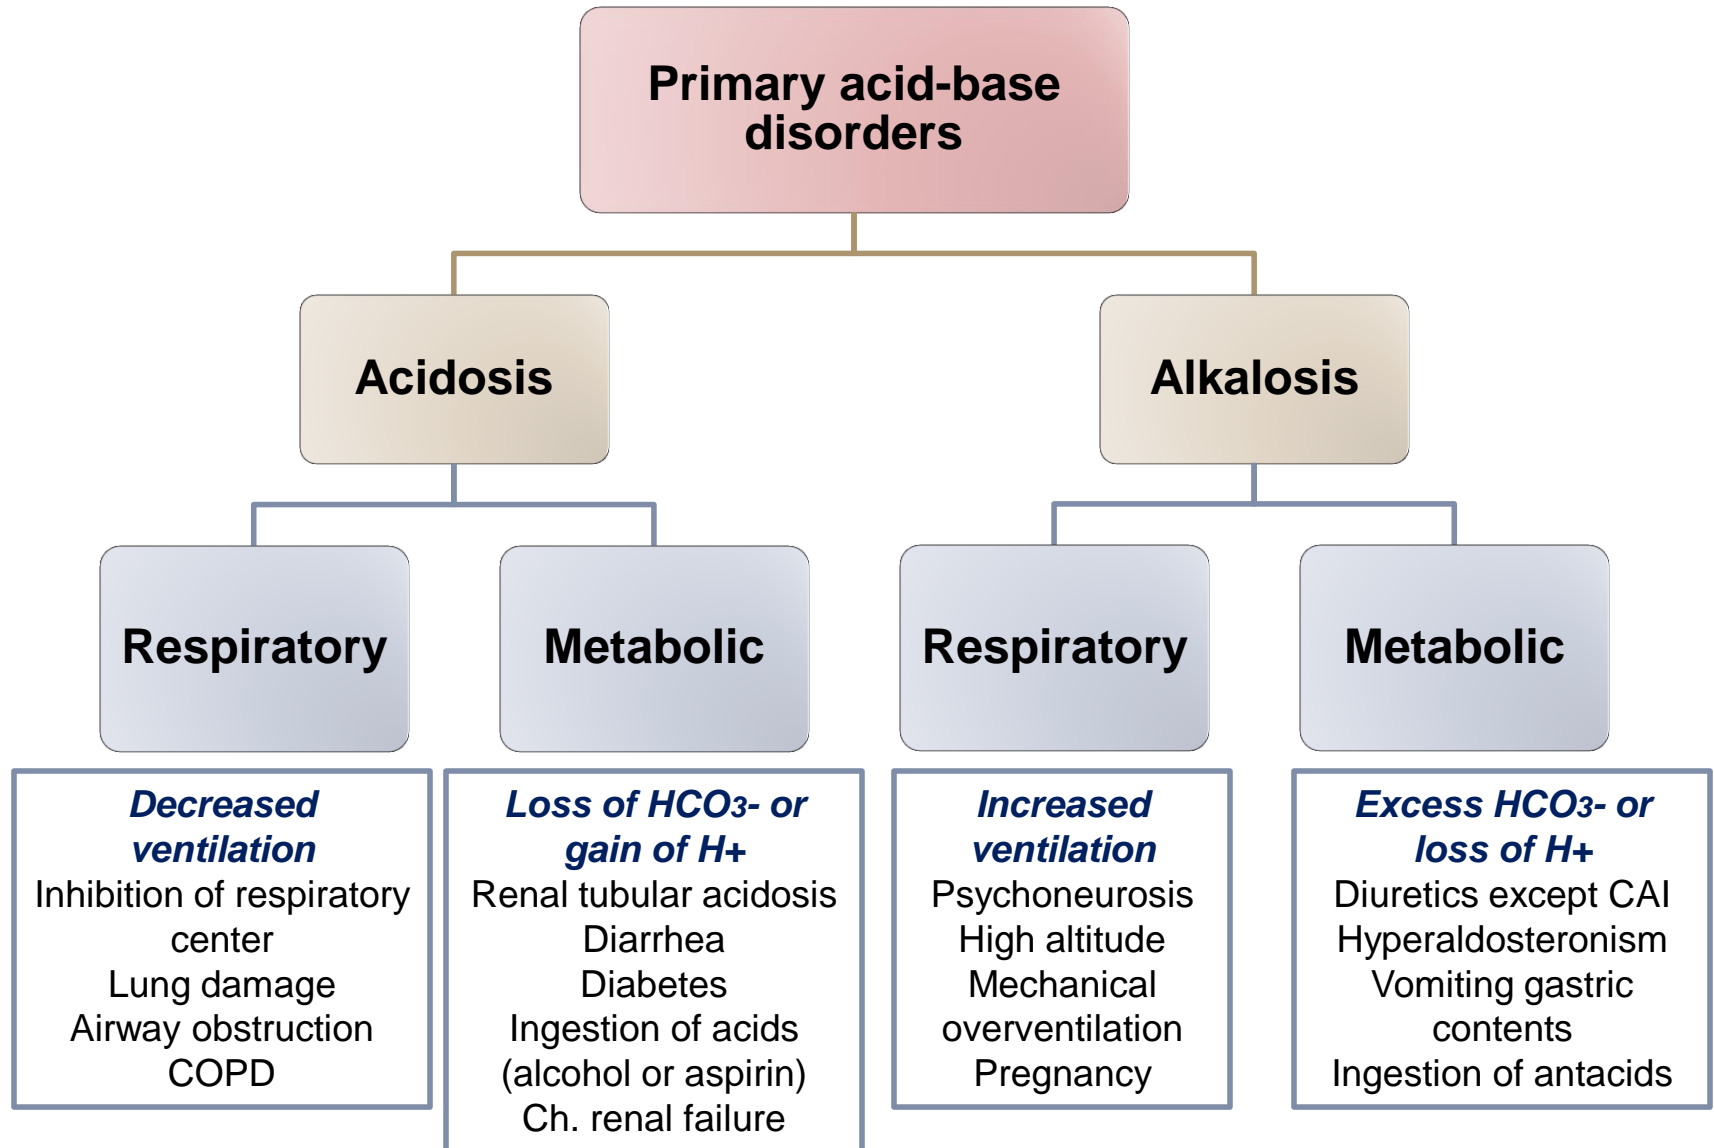 Primary acid-base
disorders
Acidosis
Alkalosis
Respiratory
Metabolic
Respiratory
Metabolic
Decreased
ventilation
Inhibition of respiratory
center
Lung damage
Airway obstruction
COPD
Loss of HCO3- or
gain of H+
Renal tubular acidosis
Diarrhea
Diabetes
Ingestion of acids
(alcohol or aspirin)
Ch. renal failure
Increased
ventilation
Psychoneurosis
High altitude
Mechanical
overventilation
Pregnancy
Excess HCO3- or
loss of H+
Diuretics except CAI
Hyperaldosteronism
Vomiting gastric
contents
Ingestion of antacids